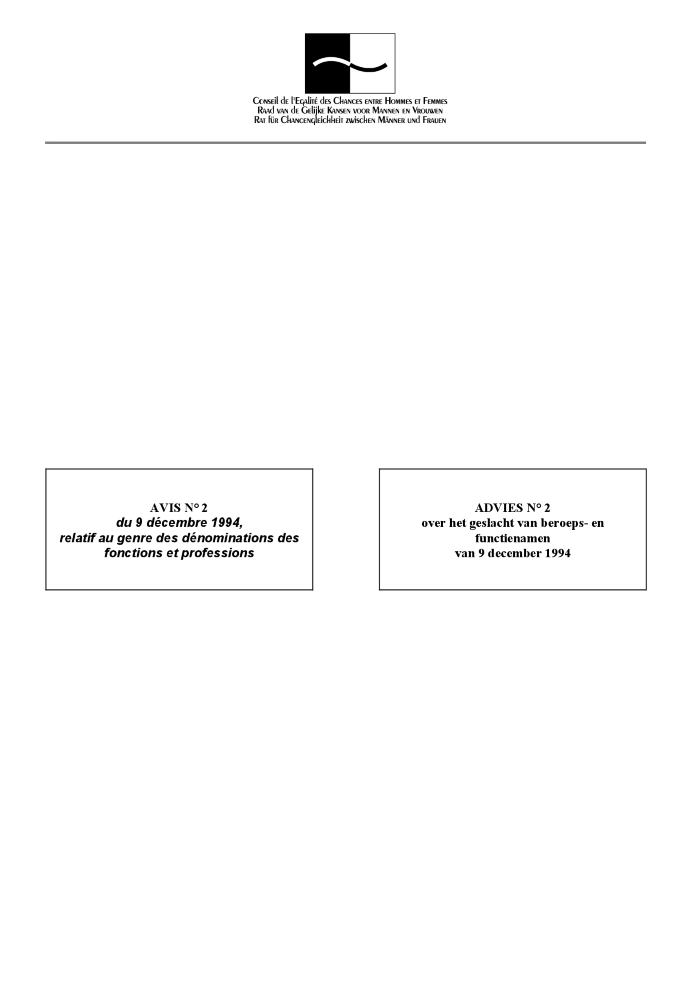 Conseil de l'Egalité des Chances entre Hommes et Femmes
Raad van de Gelijke Kansen voor Mannen en Vrouwen
Rat für Chancengleichheit zwischen Männer und Frauen
AVIS N° 2
du 9 décembre 1994,
relatif au genre des dénominations des
fonctions et professions
ADVIES N° 2
over het geslacht van beroeps- en
functienamen
van 9 december 1994